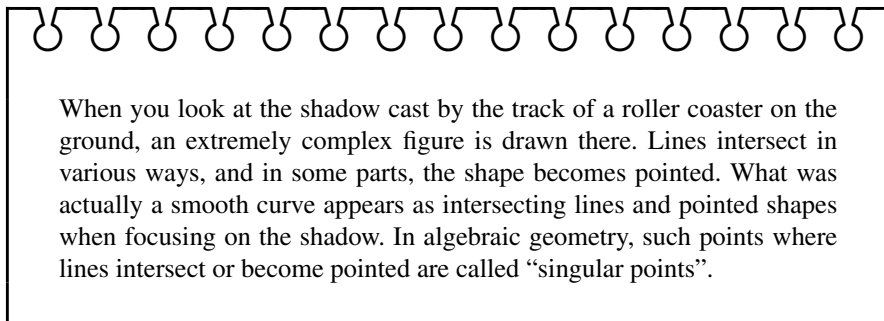 When you look at the shadow cast by the track of a roller coaster on the
ground, an extremely complex figure is drawn there. Lines intersect in
various ways, and in some parts, the shape becomes pointed. What was
actually a smooth curve appears as intersecting lines and pointed shapes
when focusing on the shadow. In algebraic geometry, such points where
lines intersect or become pointed are called “singular points”.